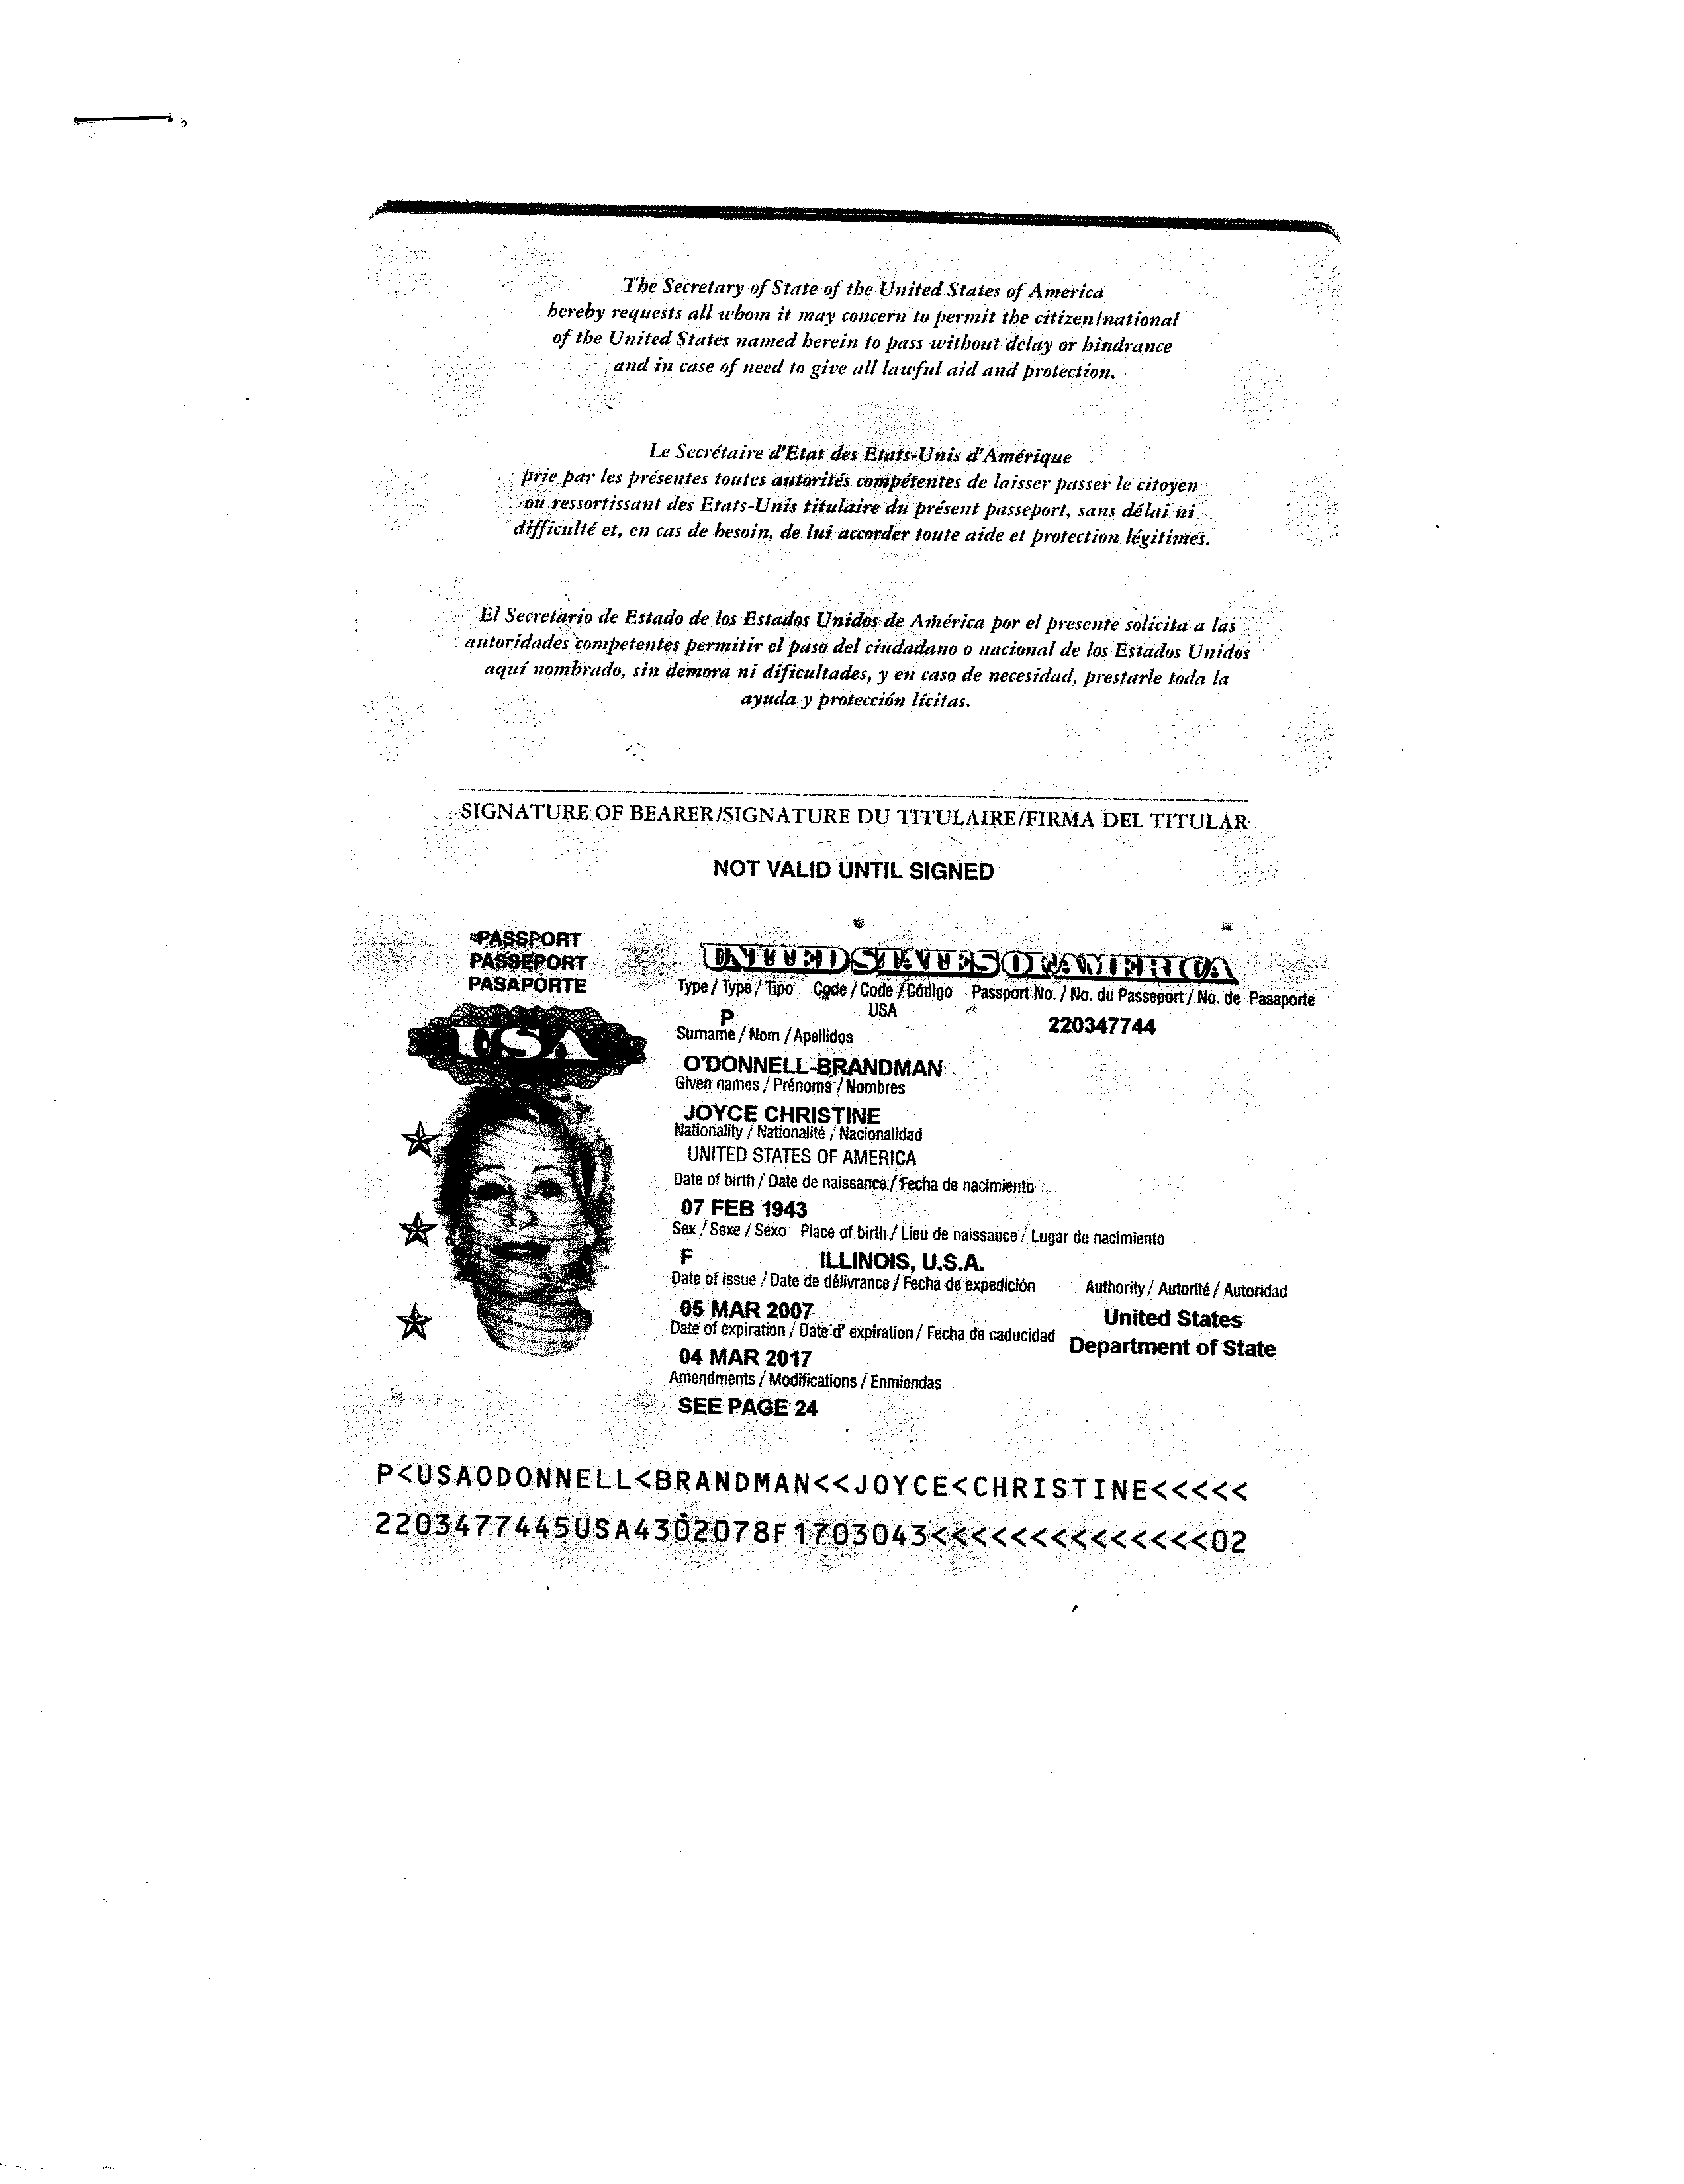 The Secretary of State of the United States of America
hereby requests all whom it may concern to permit the citizen/national
of the United States named herein to pass without delay or hindrance
and in case of need to give all lawful aid and protection.
Le Secrétaire d'Etat des Etats-Unis d'Amérique
prie par les présentes toutes autorités compétentes de laisser passer le citoyen
ou ressortissant des Etats-Unis titulaire du présent passeport, sans délai ni
difficulté et, en cas de besoin, de lui accorder toute aide et protection légitimes.
El Secretario de Estado de los Estados Unidos de América por el presente solicita a las
autoridades competentes permitir el paso del ciudadano o nacional de los Estados Unidos
aquí nombrado, sin demora ni dificultades, y en caso de necesidad, prestarle toda la
ayuda y protección lícitas.
SIGNATURE OF BEARER/SIGNATURE DU TITULAIRE/FIRMA DEL TITULAR
NOT VALID UNTIL SIGNED
PASSPORT
PASSEPORT
PASAPORTE
USA
UNITED STATES OF AMERICA
Type / Type / Tipo Code / Code / Código Passport No. / No. du Passeport / No. de Pasaporte
P USA 220347744
Surname / Nom / Apellidos
O'DONNELL-BRANDMAN
Given names / Prénoms / Nombres
JOYCE CHRISTINE
Nationality / Nationalité / Nacionalidad
UNITED STATES OF AMERICA
Date of birth / Date de naissance / Fecha de nacimiento
07 FEB 1943
Sex / Sexe / Sexo Place of birth / Lieu de naissance / Lugar de nacimiento
F ILLINOIS, U.S.A.
Date of issue / Date de délivrance / Fecha de expedición Authority / Autorité / Autoridad
05 MAR 2007 United States
Date of expiration / Date d' expiration / Fecha de caducidad Department of State
04 MAR 2017
Amendments / Modifications / Enmiendas
SEE PAGE 24
P<USAODONNELL<BRANDMAN<<JOYCE<CHRISTINE<<<<<
2203477445USA4302078F1703043<<<<<<<<<<<<<<02